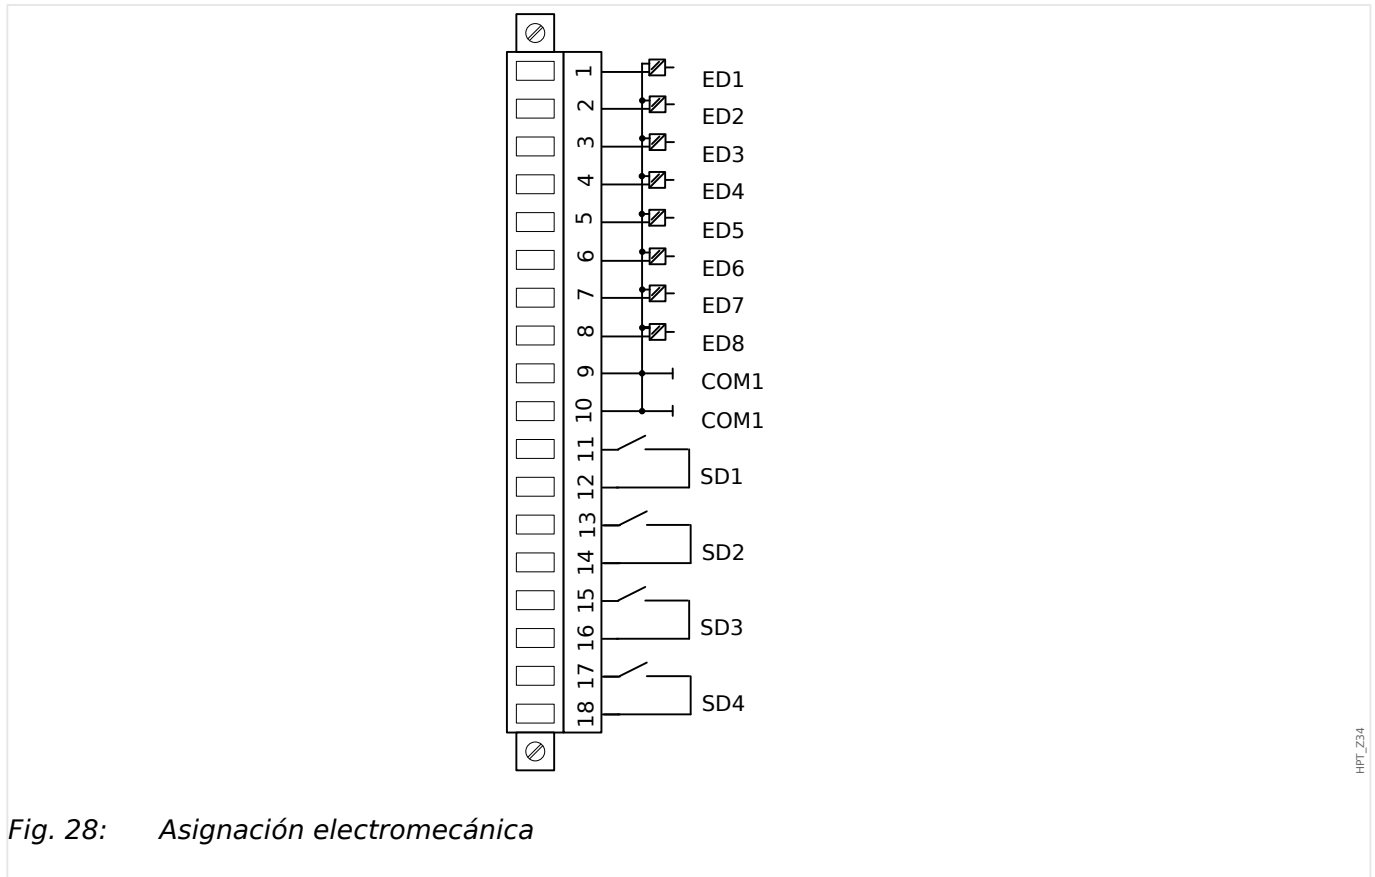 1 ED1
2 ED2
3 ED3
4 ED4
5 ED5
6 ED6
7 ED7
8 ED8
9 COM1
10 COM1
11
SD1
12
13
SD2
14
15
SD3
16
17
SD4
18
HPT_Z34
Fig. 28: Asignación electromecánica